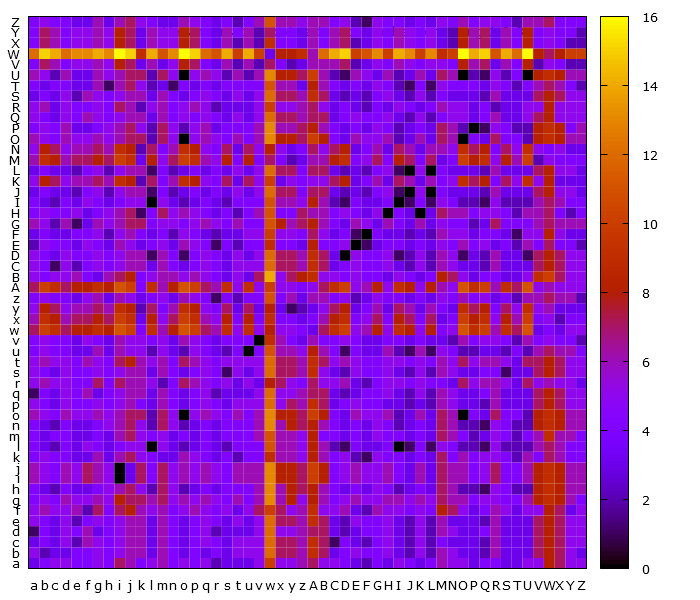 Z
Y
X
W
V
U
T
S
R
Q
P
O
N
M
L
K
J
I
H
G
F
E
D
C
B
A
z
y
x
w
v
u
t
s
r
q
p
o
n
m
l
k
j
i
h
g
f
e
d
c
b
a
a b c d e f g h i j k l m n o p q r s t u v w x y z A B C D E F G H I J K L M N O P Q R S T U V W X Y Z
16
14
12
10
8
6
4
2
0